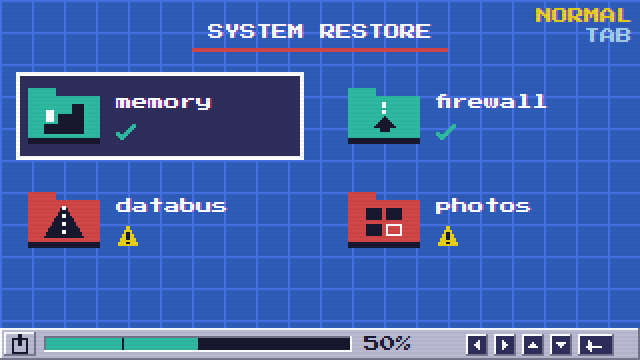 NORMAL
SYSTEM RESTORE
TAB
memory
firewall
databus
photos
50%